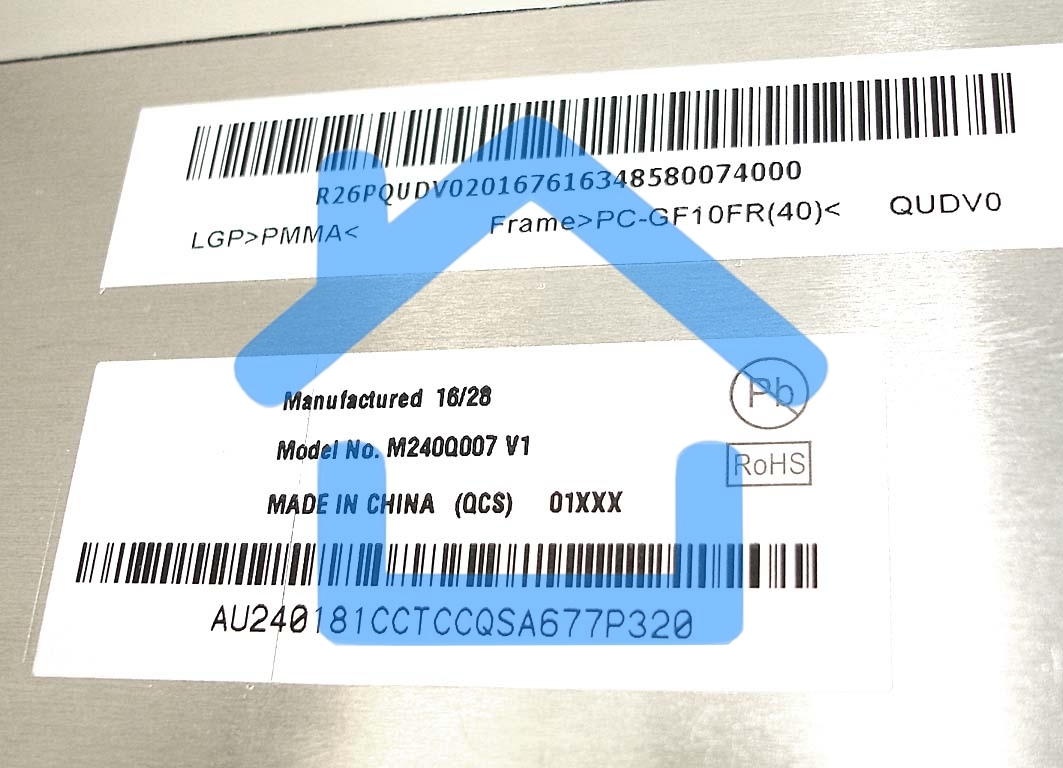 R26PQUDV020167616348580074000
LGP>PMMA< Frame>PC-GF10FR(40)< QUDV0
Manufactured 16/28
Pb
Model No. M240Q007 V1
RoHS
MADE IN CHINA (QCS) 01XXX
AU240181CCTCCQSA677P320